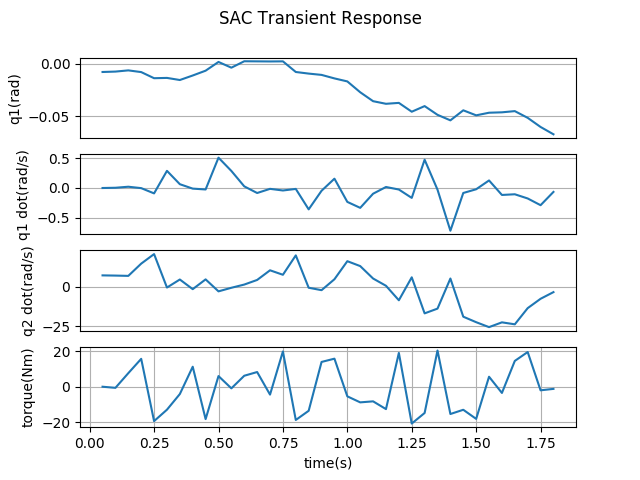 SAC Transient Response
q1(rad)
0.00
−0.05
q1 dot(rad/s)
0.5
0.0
−0.5
q2 dot(rad/s)
0
−25
torque(Nm)
20
0
−20
0.00 0.25 0.50 0.75 1.00 1.25 1.50 1.75
time(s)